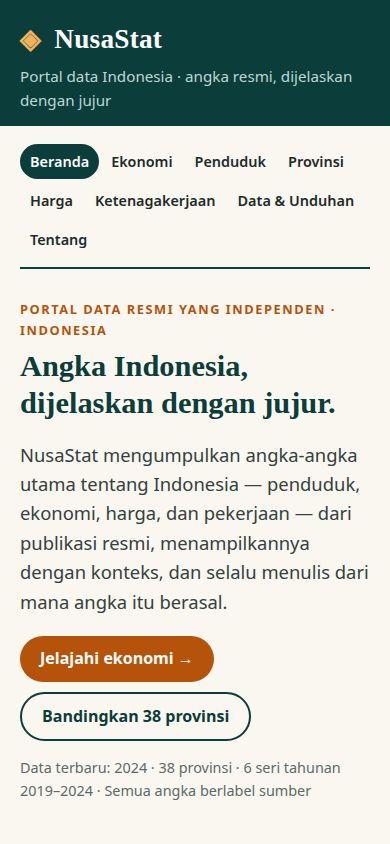 NusaStat
Portal data Indonesia · angka resmi, dijelaskan
dengan jujur
Beranda Ekonomi Penduduk Provinsi
Harga Ketenagakerjaan Data & Unduhan
Tentang
PORTAL DATA RESMI YANG INDEPENDEN ·
INDONESIA
Angka Indonesia,
dijelaskan dengan jujur.
NusaStat mengumpulkan angka-angka
utama tentang Indonesia — penduduk,
ekonomi, harga, dan pekerjaan — dari
publikasi resmi, menampilkannya
dengan konteks, dan selalu menulis dari
mana angka itu berasal.
Jelajahi ekonomi →
Bandingkan 38 provinsi
Data terbaru: 2024 · 38 provinsi · 6 seri tahunan
2019–2024 · Semua angka berlabel sumber